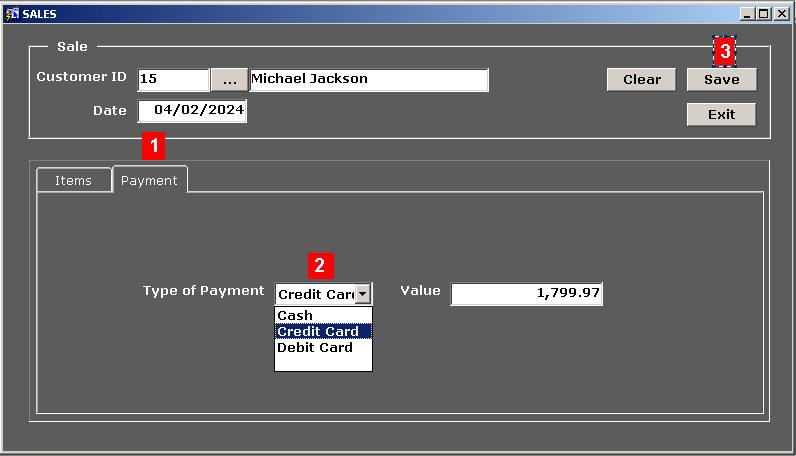 SALES
Sale
3
Customer ID 15 ... Michael Jackson Clear Save
Date 04/02/2024 Exit
1
Items Payment
2
Type of Payment Credit Car Value 1,799.97
Cash
Credit Card
Debit Card